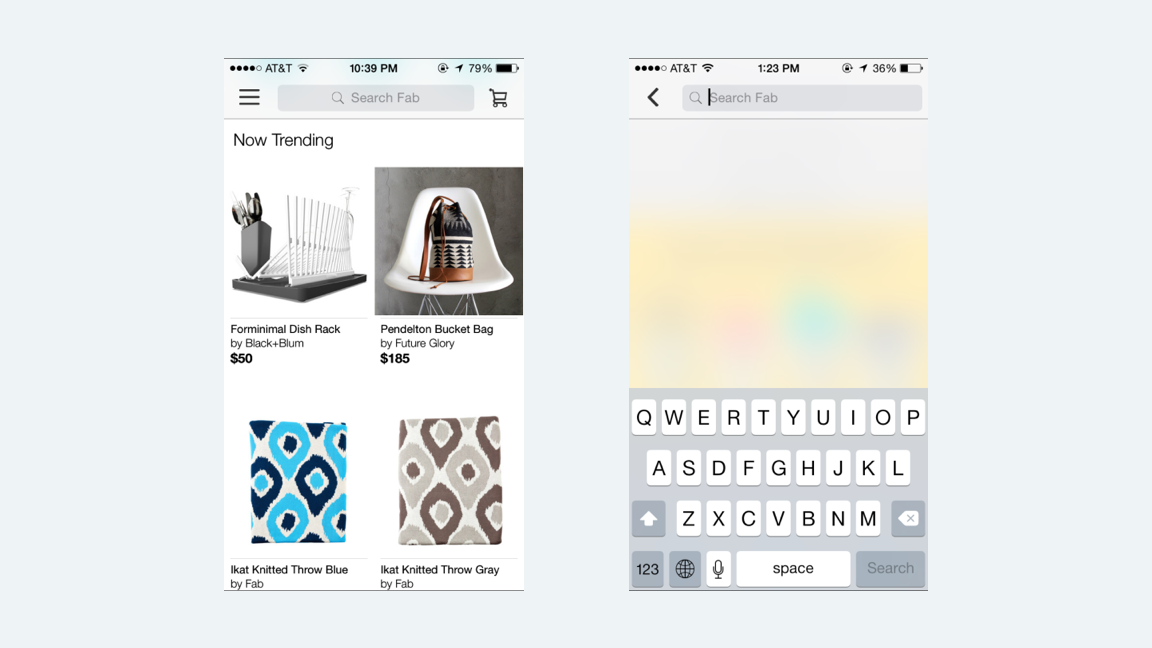 AT&T 10:39 PM 79%
Search Fab
Now Trending
Forminimal Dish Rack
by Black+Blum
$50
Pendelton Bucket Bag
by Future Glory
$185
Ikat Knitted Throw Blue
by Fab
Ikat Knitted Throw Gray
by Fab
AT&T 1:23 PM 36%
Search Fab
Q W E R T Y U I O P
A S D F G H J K L
Z X C V B N M
123 space Search